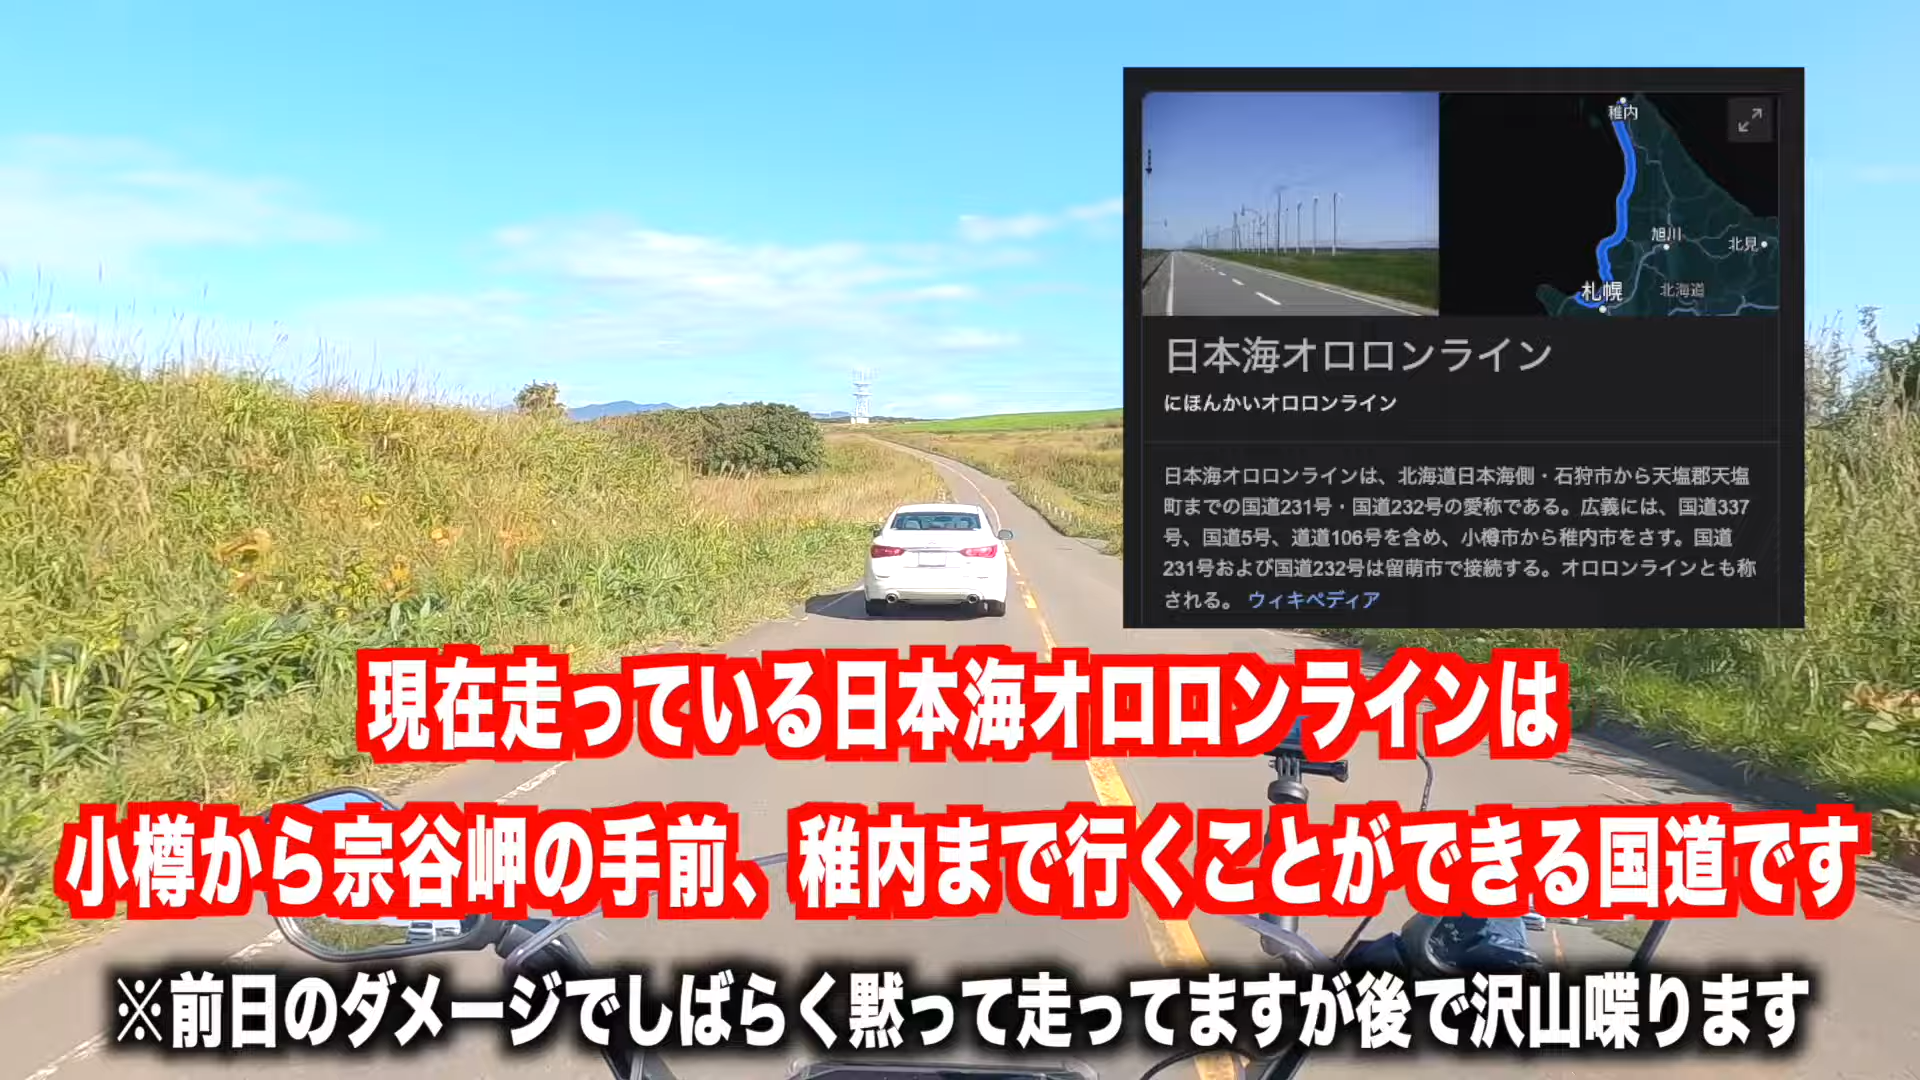 稚内
旭川
北見
札幌
北海道
日本海オロロンライン
にほんかいオロロンライン
日本海オロロンラインは、北海道日本海側・石狩市から天塩郡天塩
町までの国道231号・国道232号の愛称である。広義には、国道337
号、国道5号、道道106号を含め、小樽市から稚内市をさす。国道
231号および国道232号は留萌市で接続する。オロロンラインとも称
される。 ウィキペディア
現在走っている日本海オロロンラインは
小樽から宗谷岬の手前、稚内まで行くことができる国道です
※前日のダメージでしばらく黙って走ってますが後で沢山喋ります